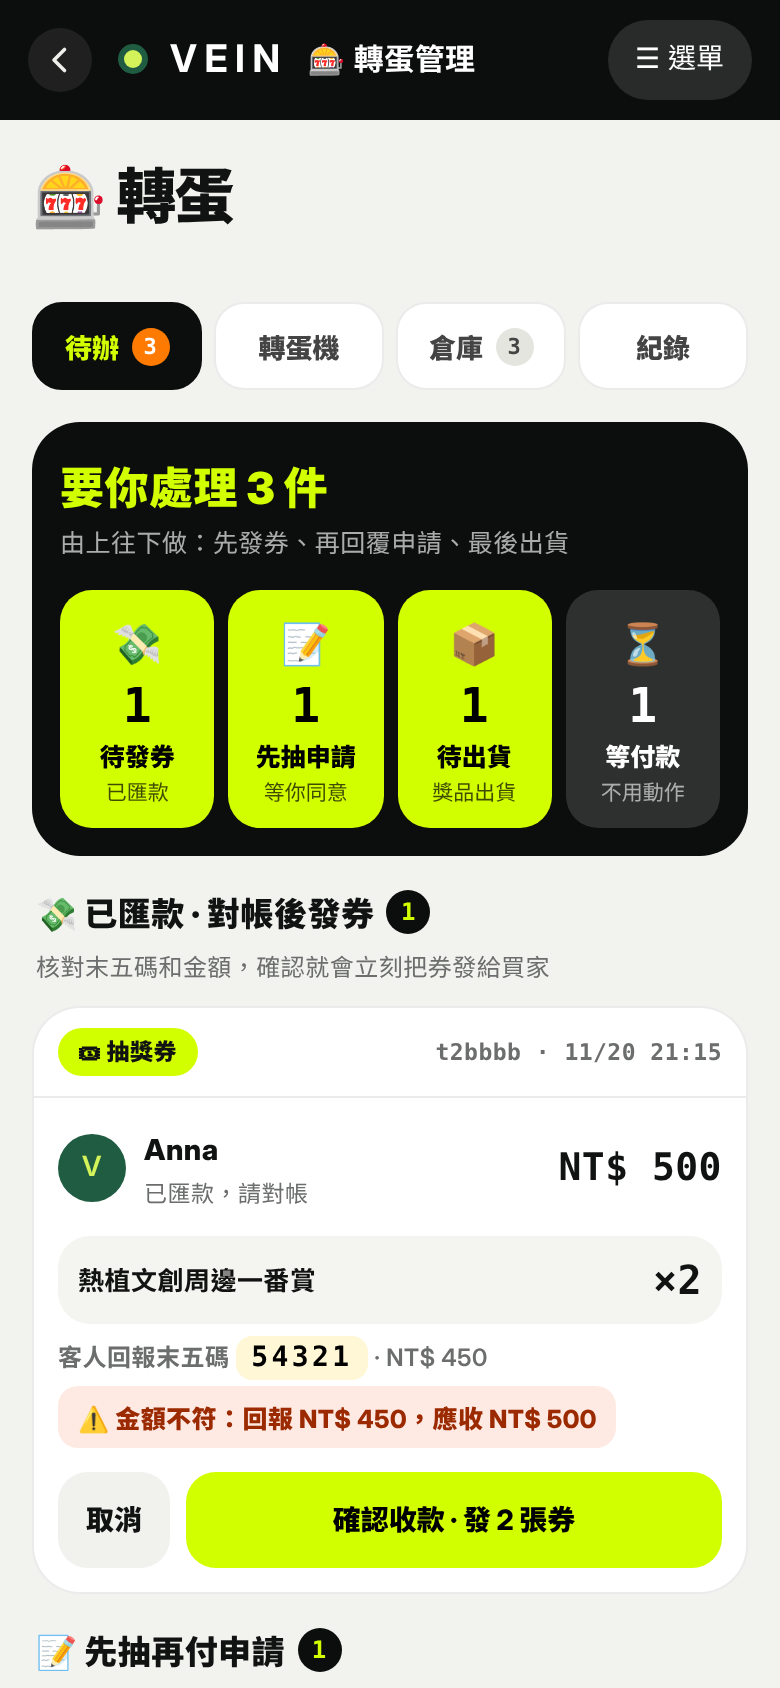 VEIN 🎰 轉蛋管理 ☰ 選單
🎰 轉蛋
待辦 3 轉蛋機 倉庫 3 紀錄
要你處理 3 件
由上往下做：先發券、再回覆申請、最後出貨
1 1 1 1
待發券 先抽申請 待出貨 等付款
已匯款 等你同意 獎品出貨 不用動作
💸 已匯款 · 對帳後發券 1
核對末五碼和金額，確認就會立刻把券發給買家
🎟 抽獎券 t2bbbb · 11/20 21:15
V Anna NT$ 500
已匯款，請對帳
熱植文創周邊一番賞 ×2
客人回報末五碼 54321 · NT$ 450
⚠️ 金額不符：回報 NT$ 450，應收 NT$ 500
取消 確認收款 · 發 2 張券
📝 先抽再付申請 1